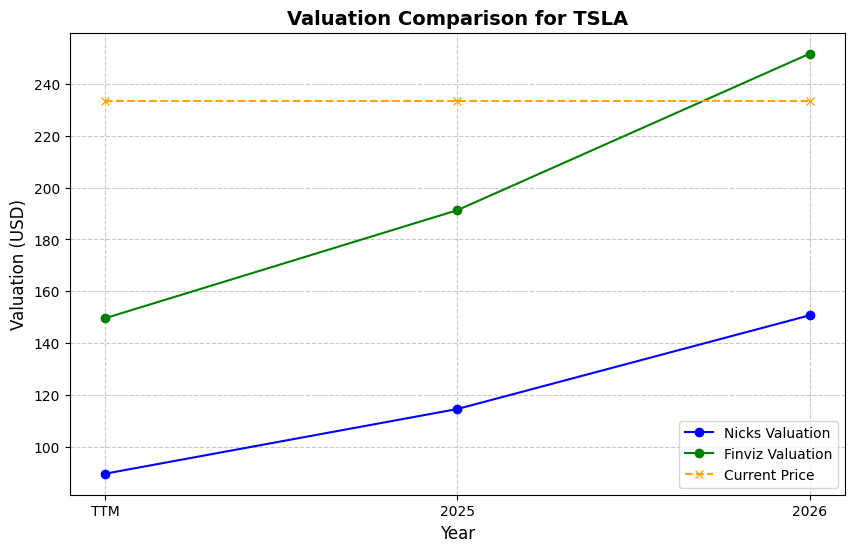 Valuation Comparison for TSLA
Valuation (USD)
240
220
200
180
160
140
120
100
TTM
2025
2026
Year
Nicks Valuation
Finviz Valuation
Current Price